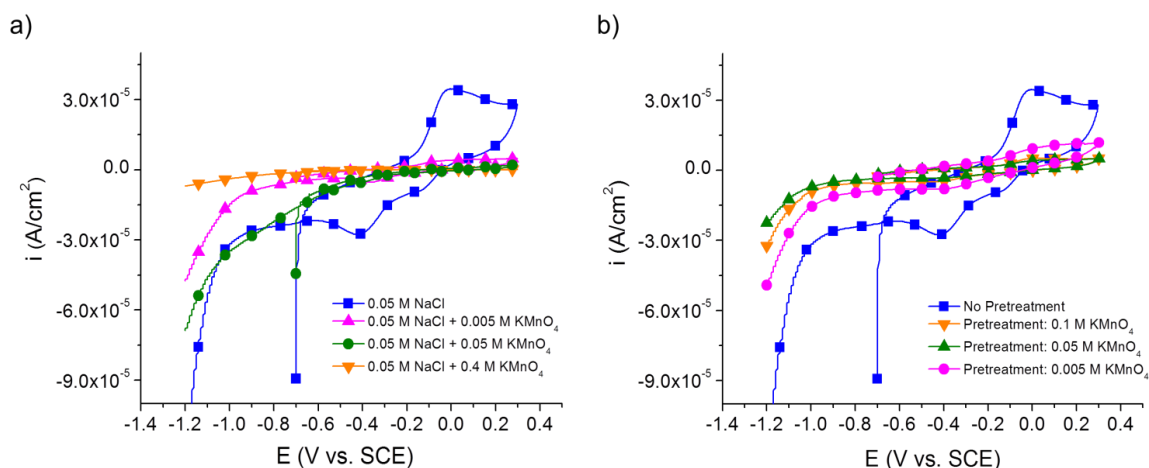 a)
3.0x10⁻⁵
0.0
-3.0x10⁻⁵
-6.0x10⁻⁵
-9.0x10⁻⁵
i (A/cm²)
-1.4 -1.2 -1.0 -0.8 -0.6 -0.4 -0.2 0.0 0.2 0.4
E (V vs. SCE)
0.05 M NaCl
0.05 M NaCl + 0.005 M KMnO₄
0.05 M NaCl + 0.05 M KMnO₄
0.05 M NaCl + 0.4 M KMnO₄
b)
3.0x10⁻⁵
0.0
-3.0x10⁻⁵
-6.0x10⁻⁵
-9.0x10⁻⁵
i (A/cm²)
-1.4 -1.2 -1.0 -0.8 -0.6 -0.4 -0.2 0.0 0.2 0.4
E (V vs. SCE)
No Pretreatment
Pretreatment: 0.1 M KMnO₄
Pretreatment: 0.05 M KMnO₄
Pretreatment: 0.005 M KMnO₄